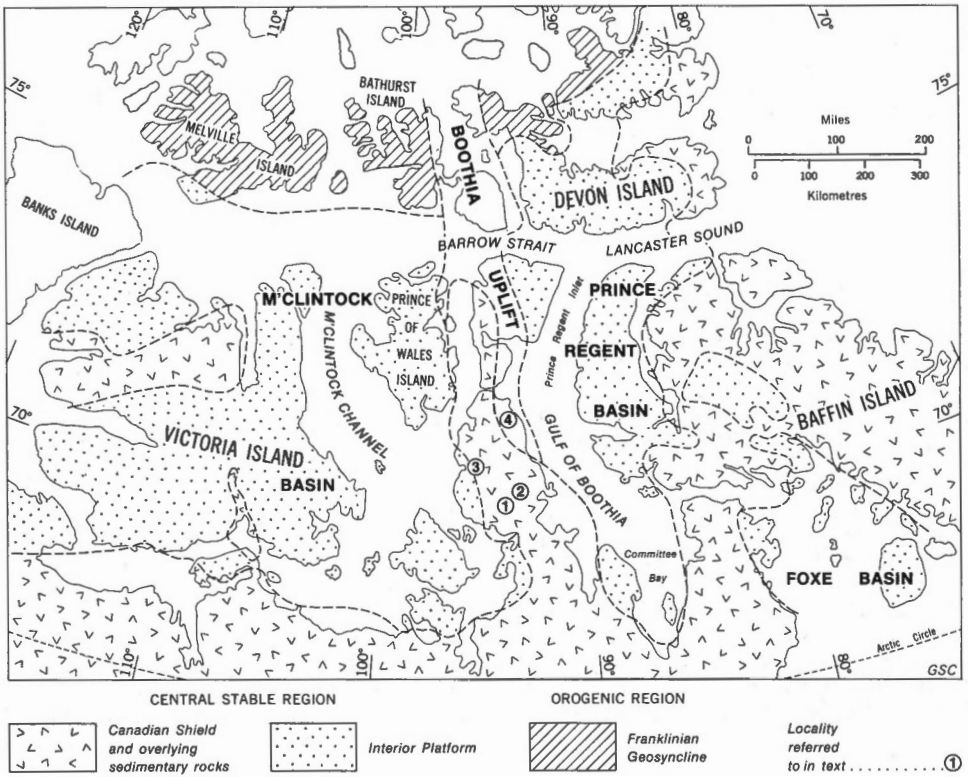 120°
110°
100°
90°
80°
70°
75°
75°
BATHURST
ISLAND
MELVILLE
ISLAND
BOOTHIA
Miles
0 100 200
0 100 200 300
Kilometres
DEVON ISLAND
BANKS ISLAND
BARROW STRAIT
LANCASTER SOUND
M'CLINTOCK
PRINCE
OF
WALES
ISLAND
UPLIFT
Prince Regent Inlet
PRINCE
REGENT
BASIN
M'CLINTOCK CHANNEL
BAFFIN ISLAND
70°
70°
VICTORIA ISLAND
BASIN
GULF OF BOOTHIA
④
③
②
①
Committee
Bay
FOXE BASIN
Arctic Circle
110°
100°
90°
80°
GSC
CENTRAL STABLE REGION
OROGENIC REGION
Canadian Shield
and overlying
sedimentary rocks
Interior Platform
Franklinian
Geosyncline
Locality
referred
to in text . . . . . . . . . . ①